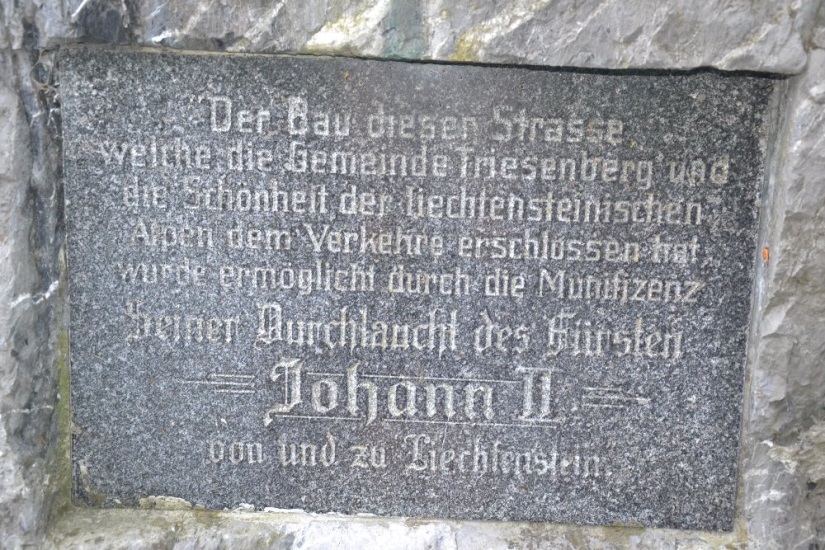 "Der Bau dieser Strasse,
welche die Gemeinde Triesenberg und
die Schönheit der liechtensteinischen
Alpen dem Verkehre erschlossen hat,
wurde ermöglicht durch die Munifizenz
Seiner Durchlaucht des Fürsten
Johann II
von und zu Liechtenstein."